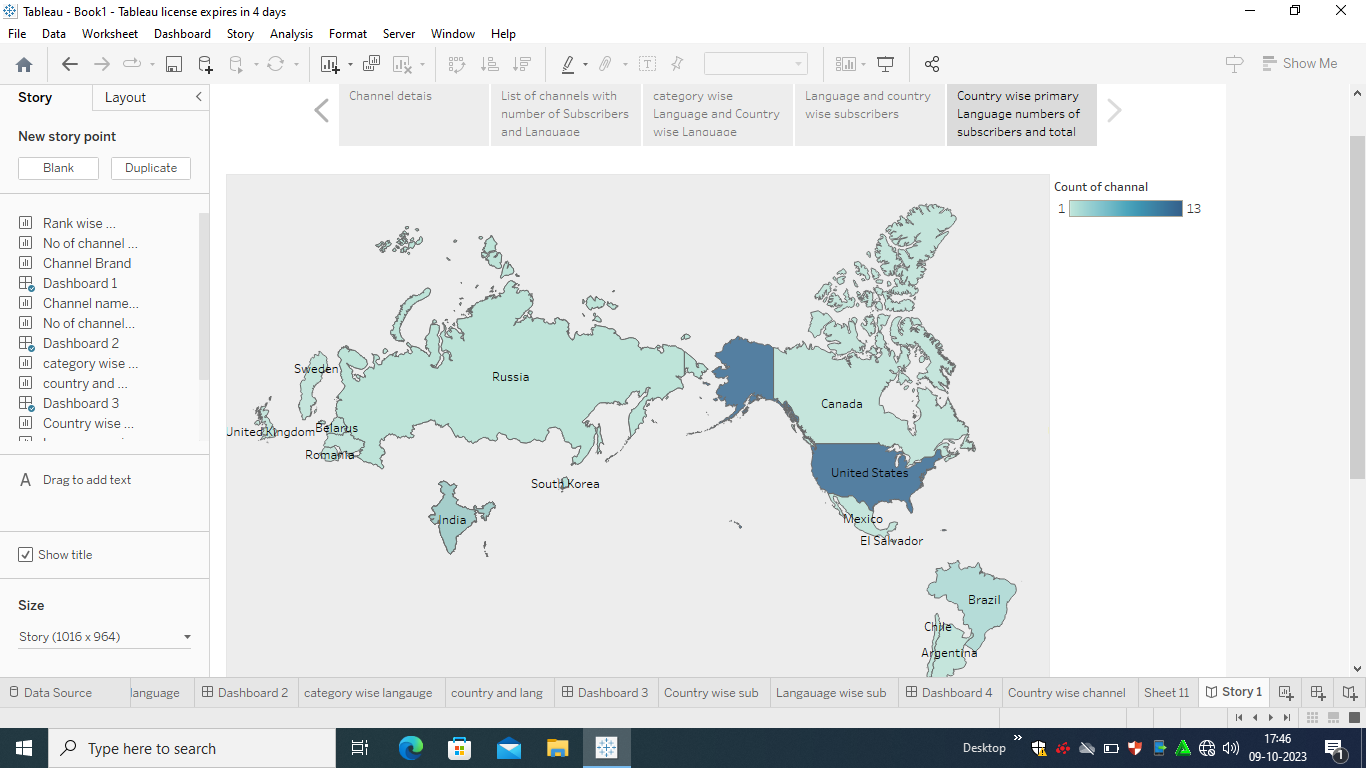 Tableau - Book1 - Tableau license expires in 4 days
File Data Worksheet Dashboard Story Analysis Format Server Window Help
Show Me
Story
Layout
New story point
Blank
Duplicate
Rank wise ...
No of channel ...
Channel Brand
Dashboard 1
Channel name...
No of channel...
Dashboard 2
category wise ...
country and ...
Dashboard 3
Country wise ...
Drag to add text
Show title
Size
Story (1016 x 964)
Channel detais
List of channels with
number of Subscribers
and Language
category wise
Language and Country
wise Language
Language and country
wise subscribers
Country wise primary
Language numbers of
subscribers and total
Count of channal
1
13
Sweden
Russia
Canada
United Kingdom
Belarus
Romania
United States
South Korea
India
Mexico
El Salvador
Brazil
Chile
Argentina
Data Source
language
Dashboard 2
category wise langauge
country and lang
Dashboard 3
Country wise sub
Langauage wise sub
Dashboard 4
Country wise channel
Sheet 11
Story 1
Type here to search
Desktop
17:46
09-10-2023
1